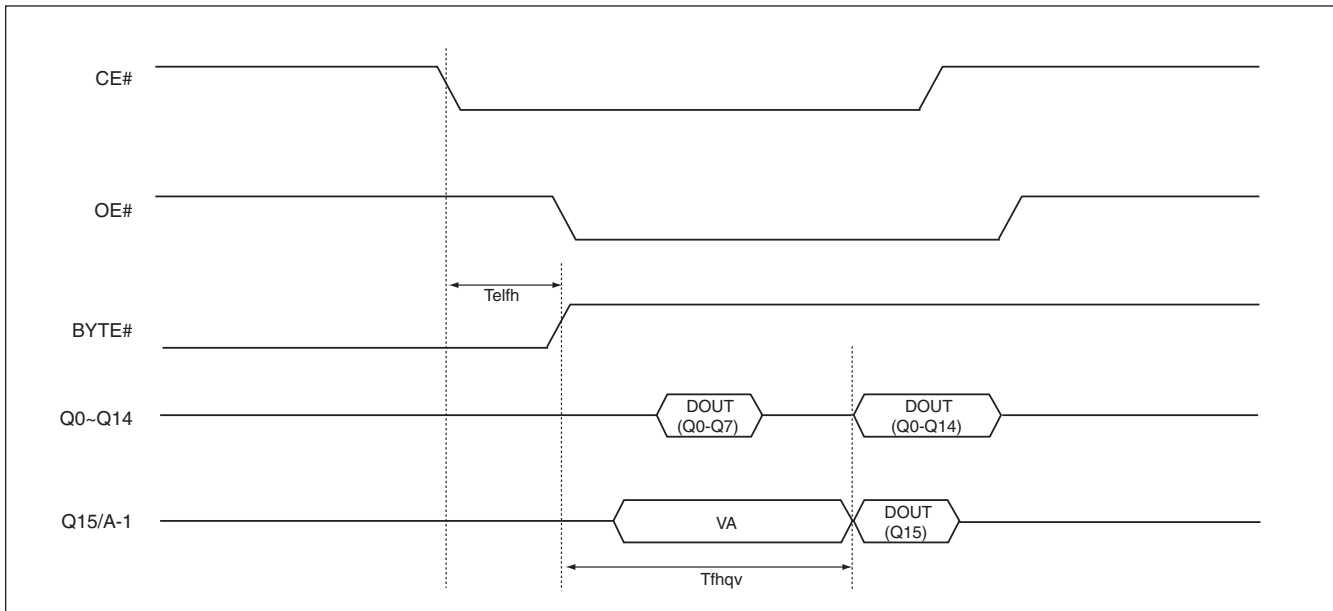 CE#
OE#
Telfh
BYTE#
Q0~Q14
DOUT
(Q0-Q7)
DOUT
(Q0-Q14)
Q15/A-1
VA
DOUT
(Q15)
Tfhqv